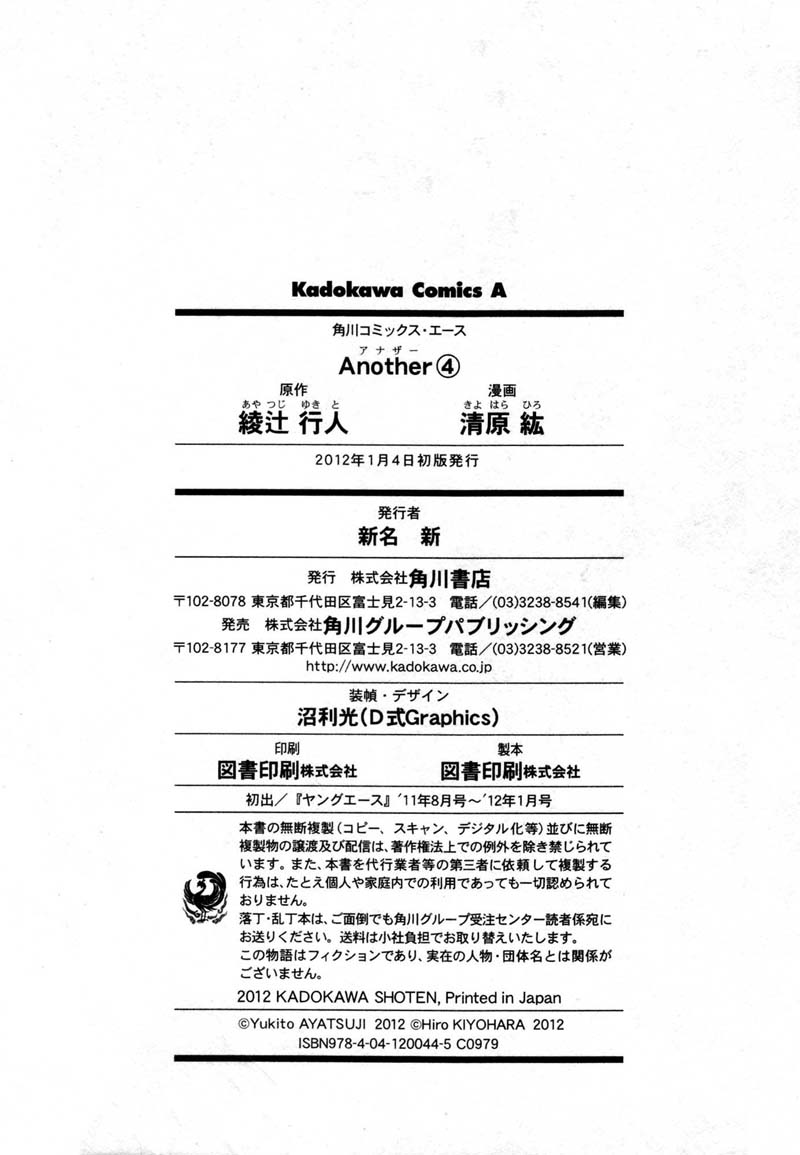 Kadokawa Comics A
角川コミックス・エース
アナザー
Another④
原作 漫画
あやつじ ゆきと きよはら ひろ
綾辻 行人 清原 紘
2012年1月4日初版発行
発行者
新名 新
発行 株式会社角川書店
〒102-8078 東京都千代田区富士見2-13-3 電話／(03)3238-8541(編集)
発売 株式会社角川グループパブリッシング
〒102-8177 東京都千代田区富士見2-13-3 電話／(03)3238-8521(営業)
http://www.kadokawa.co.jp
装幀・デザイン
沼利光(D式Graphics)
印刷 製本
図書印刷株式会社 図書印刷株式会社
初出／『ヤングエース』'11年8月号～'12年1月号
本書の無断複製(コピー、スキャン、デジタル化等)並びに無断
複製物の譲渡及び配信は、著作権法上での例外を除き禁じられて
います。また、本書を代行業者等の第三者に依頼して複製する
行為は、たとえ個人や家庭内での利用であっても一切認められて
おりません。
落丁・乱丁本は、ご面倒でも角川グループ受注センター読者係宛に
お送りください。送料は小社負担でお取り替えいたします。
この物語はフィクションであり、実在の人物・団体名とは関係が
ございません。
2012 KADOKAWA SHOTEN, Printed in Japan
©Yukito AYATSUJI 2012 ©Hiro KIYOHARA 2012
ISBN978-4-04-120044-5 C0979